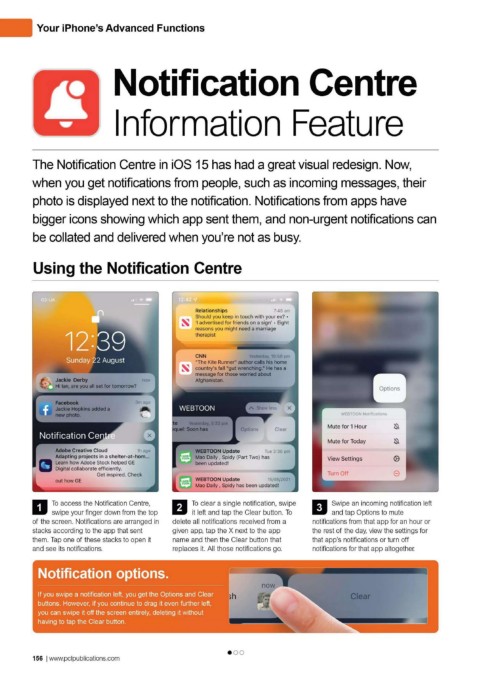 Your iPhone's Advanced Functions
Notification Centre
Information Feature
The Notification Centre in iOS 15 has had a great visual redesign. Now,
when you get notifications from people, such as incoming messages, their
photo is displayed next to the notification. Notifications from apps have
bigger icons showing which app sent them, and non-urgent notifications can
be collated and delivered when you're not as busy.
Using the Notification Centre
12:39
Sunday 22 August
Jackie Derby
Hi Ian, are you all set for tomorrow?
Facebook
Jackie Hopkins added a
new photo.
Notification Centre
Adobe Creative Cloud
Adapting projects in a shelter-at-hom...
Learn how Adobe Stock helped GE
Digital collaborate efficiently.
Get inspired. Check
out how GE
Relationships 7:45 am
Should you keep in touch with your ex? •
'I advertised for friends on a sign' • Eight
reasons you might need a marriage
therapist
CNN
"The Kite Runner" author calls his home
country's fall "gut wrenching." He has a
message for those worried about
Afghanistan.
WEBTOON
Show less
Options
Clear
WEBTOON Update
Max Daily , Spidy (Part Two) has
been updated!
WEBTOON Update
Max Daily , Spidy has been updated!
Options
WEBTOON Notifications
Mute for 1 Hour
Mute for Today
View Settings
Turn Off
1 To access the Notification Centre,
swipe your finger down from the top
of the screen. Notifications are arranged in
stacks according to the app that sent
them. Tap one of these stacks to open it
and see its notifications.
2 To clear a single notification, swipe
it left and tap the Clear button. To
delete all notifications received from a
given app, tap the X next to the app
name and then the Clear button that
replaces it. All those notifications go.
3 Swipe an incoming notification left
and tap Options to mute
notifications from that app for an hour or
the rest of the day, view the settings for
that app's notifications or turn off
notifications for that app altogether.
Notification options.
If you swipe a notification left, you get the Options and Clear
buttons. However, if you continue to drag it even further left,
you can swipe it off the screen entirely, deleting it without
having to tap the Clear button.
now
Clear
156 | www.pclpublications.com